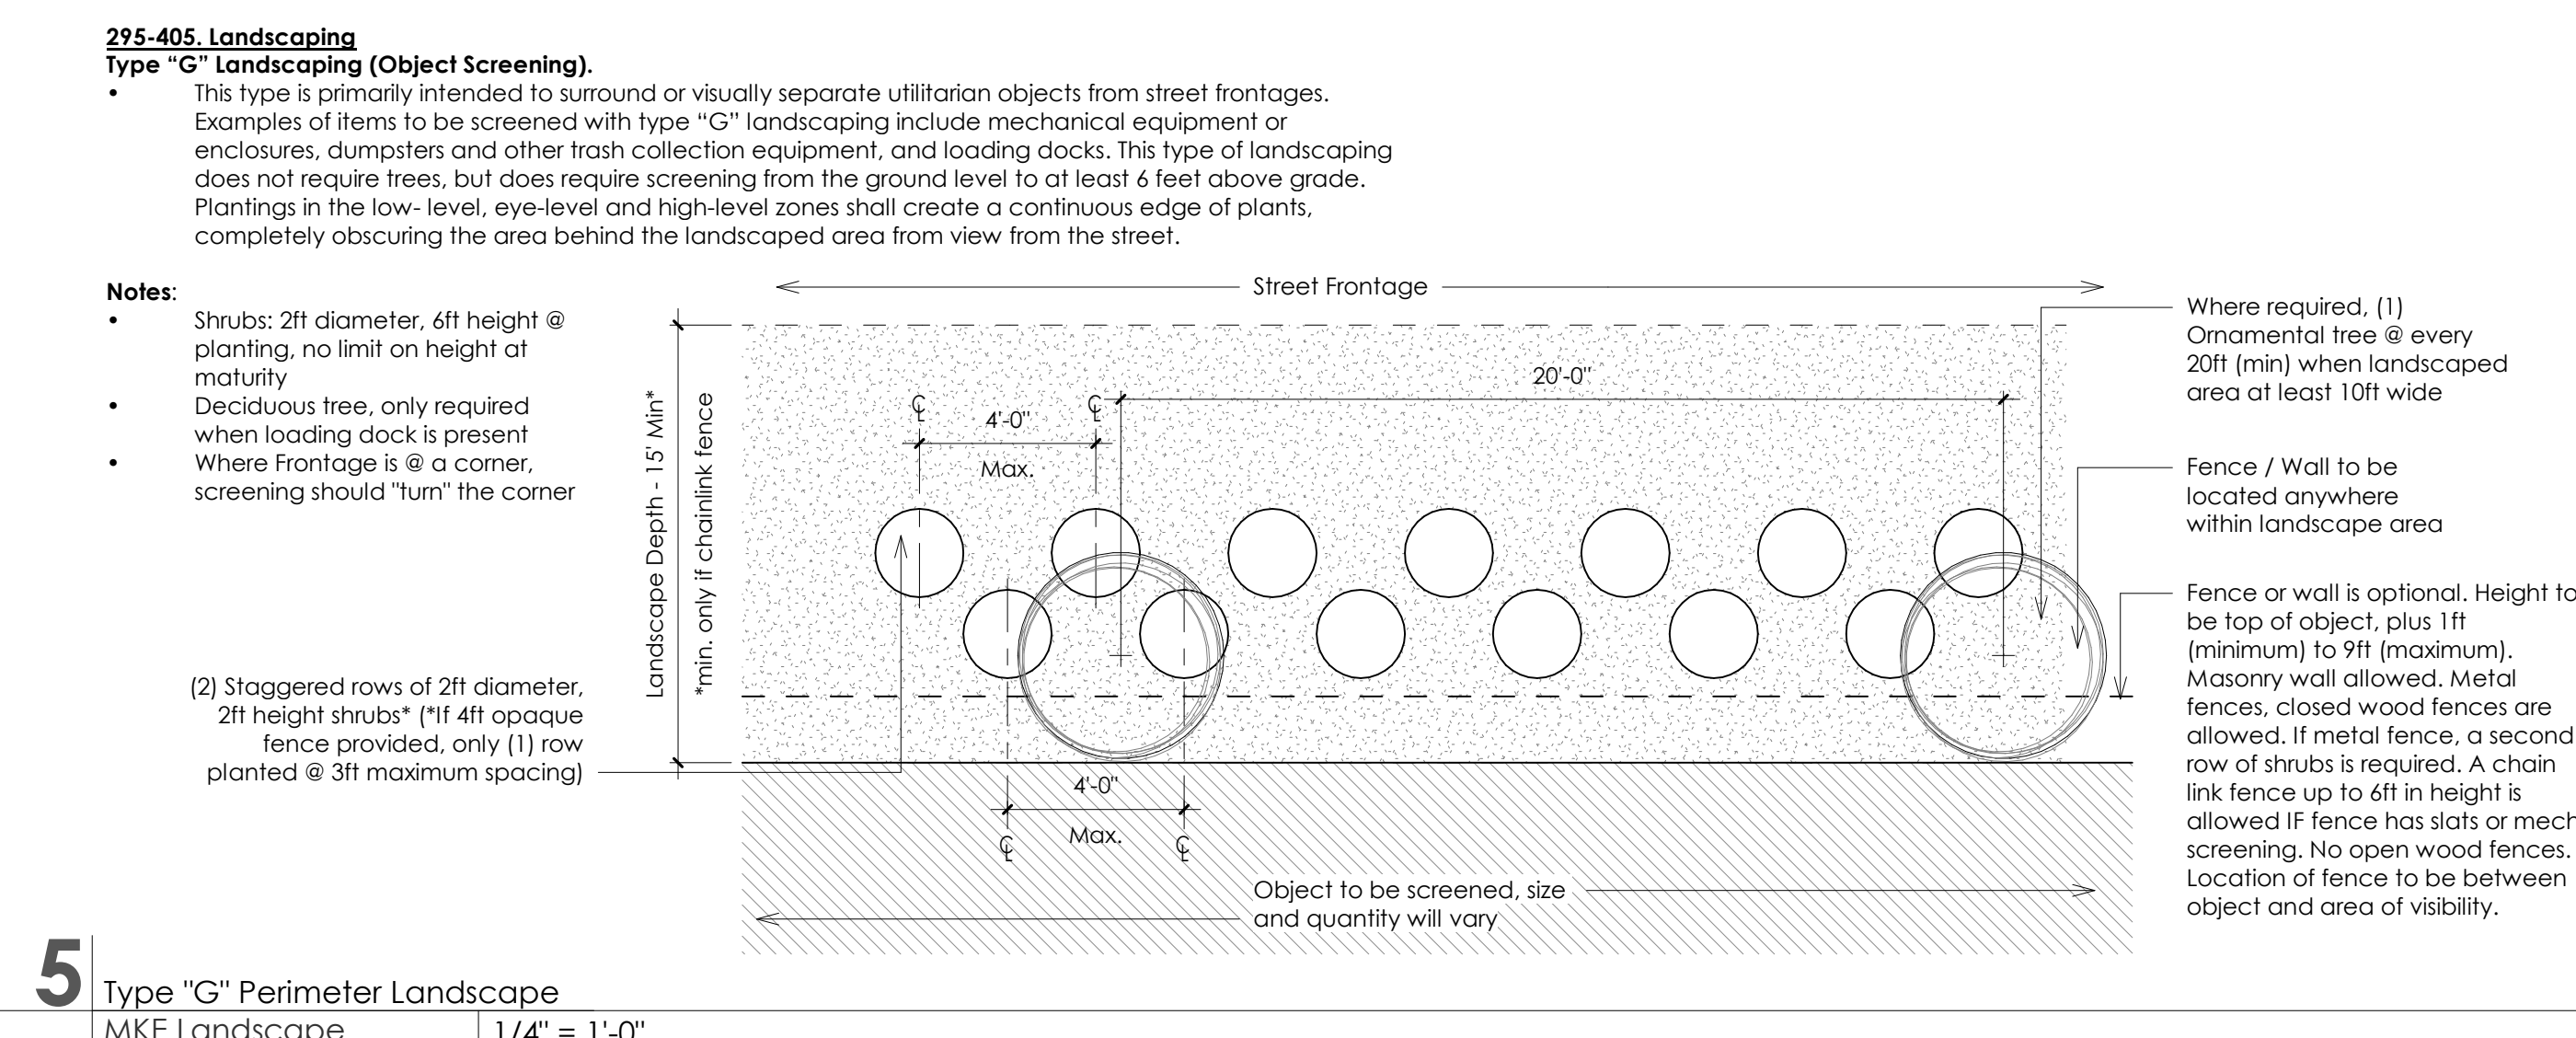 295-405. Landscaping
Type “G” Landscaping (Object Screening).
• This type is primarily intended to surround or visually separate utilitarian objects from street frontages.
Examples of items to be screened with type “G” landscaping include mechanical equipment or
enclosures, dumpsters and other trash collection equipment, and loading docks. This type of landscaping
does not require trees, but does require screening from the ground level to at least 6 feet above grade.
Plantings in the low- level, eye-level and high-level zones shall create a continuous edge of plants,
completely obscuring the area behind the landscaped area from view from the street.
Notes:
• Shrubs: 2ft diameter, 6ft height @
planting, no limit on height at
maturity
• Deciduous tree, only required
when loading dock is present
• Where Frontage is @ a corner,
screening should "turn" the corner
(2) Staggered rows of 2ft diameter,
2ft height shrubs* (*If 4ft opaque
fence provided, only (1) row
planted @ 3ft maximum spacing)
Landscape Depth - 15' Min*
*min. only if chainlink fence
Street Frontage
20'-0"
4'-0"
Max.
4'-0"
Max.
Object to be screened, size
and quantity will vary
Where required, (1)
Ornamental tree @ every
20ft (min) when landscaped
area at least 10ft wide
Fence / Wall to be
located anywhere
within landscape area
Fence or wall is optional. Height to
be top of object, plus 1ft
(minimum) to 9ft (maximum).
Masonry wall allowed. Metal
fences, closed wood fences are
allowed. If metal fence, a second
row of shrubs is required. A chain
link fence up to 6ft in height is
allowed IF fence has slats or mech
screening. No open wood fences.
Location of fence to be between
object and area of visibility.
5
Type "G" Perimeter Landscape
MKE Landscape
1/4" = 1'-0"